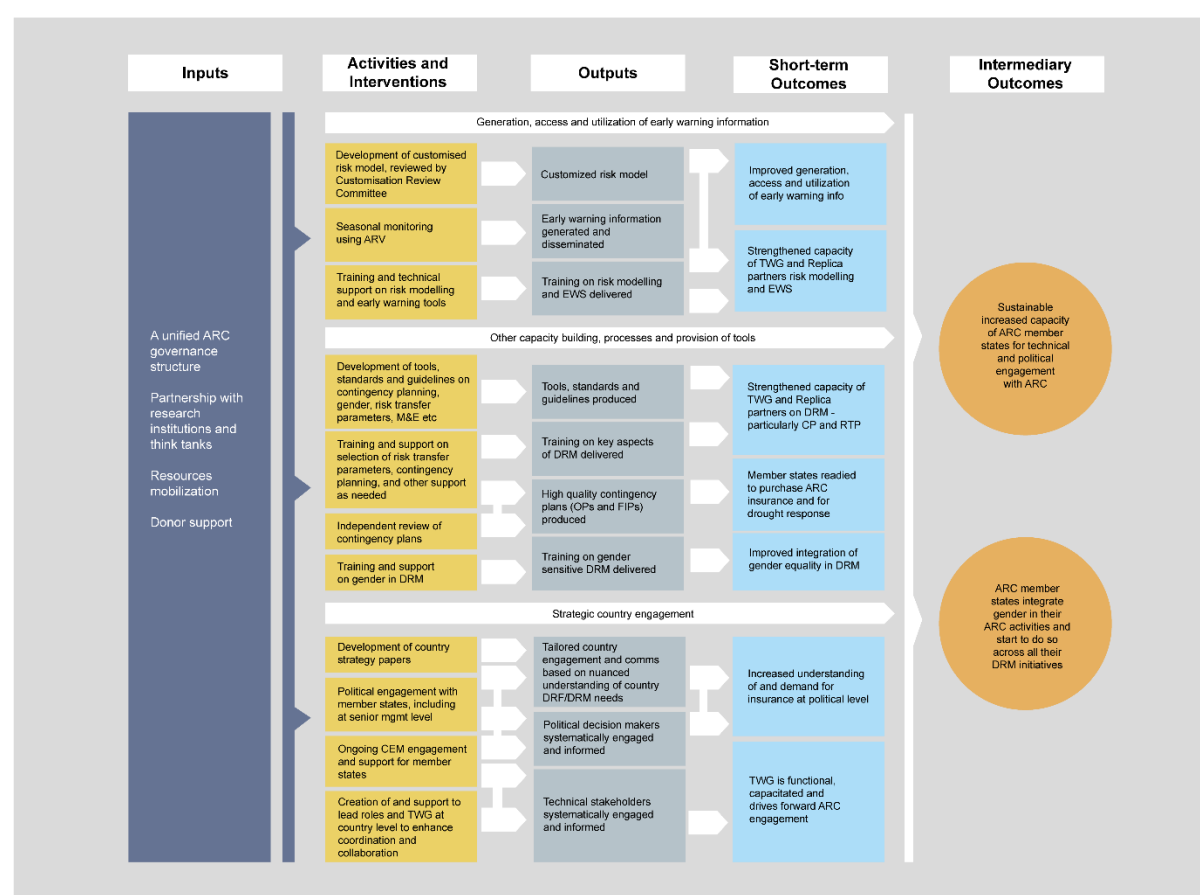 Inputs
Activities and
Interventions
Outputs
Short-term
Outcomes
Intermediary
Outcomes
A unified ARC
governance
structure
Partnership with
research
institutions and
think tanks
Resources
mobilization
Donor support
Generation, access and utilization of early warning information
Development of customised
risk model, reviewed by
Customisation Review
Committee
Customized risk model
Improved generation,
access and utilization
of early warning info
Seasonal monitoring
using ARV
Early warning information
generated and
disseminated
Training and technical
support on risk modelling
and early warning tools
Training on risk modelling
and EWS delivered
Strengthened capacity
of TWG and Replica
partners risk modelling
and EWS
Other capacity building, processes and provision of tools
Development of tools,
standards and guidelines on
contingency planning,
gender, risk transfer
parameters, M&E etc
Tools, standards and
guidelines produced
Strengthened capacity of
TWG and Replica
partners on DRM -
particularly CP and RTP
Training and support on
selection of risk transfer
parameters, contingency
planning, and other support
as needed
Training on key aspects
of DRM delivered
High quality contingency
plans (OPs and FIPs)
produced
Member states readied
to purchase ARC
insurance and for
drought response
Independent review of
contingency plans
Training and support
on gender in DRM
Training on gender
sensitive DRM delivered
Improved integration of
gender equality in DRM
Strategic country engagement
Development of country
strategy papers
Tailored country
engagement and comms
based on nuanced
understanding of country
DRF/DRM needs
Increased understanding
of and demand for
insurance at political level
Political engagement with
member states, including
at senior mgmt level
Political decision makers
systematically engaged
and informed
Ongoing CEM engagement
and support for member
states
Creation of and support to
lead roles and TWG at
country level to enhance
coordination and
collaboration
Technical stakeholders
systematically engaged
and informed
TWG is functional,
capacitated and
drives forward ARC
engagement
Sustainable
increased capacity
of ARC member
states for technical
and political
engagement
with ARC
ARC member
states integrate
gender in their
ARC activities and
start to do so
across all their
DRM initiatives